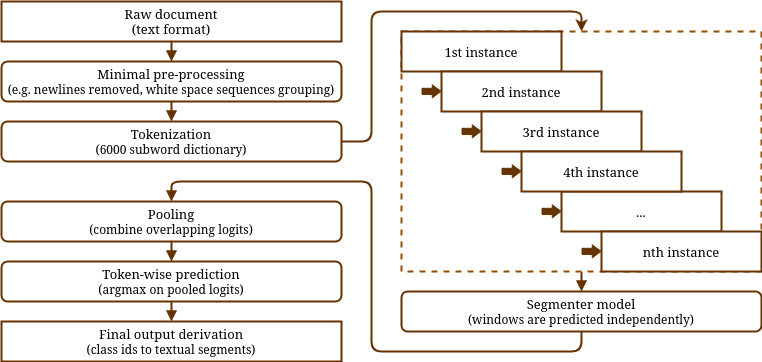 Raw document
(text format)
Minimal pre-processing
(e.g. newlines removed, white space sequences grouping)
Tokenization
(6000 subword dictionary)
1st instance
2nd instance
3rd instance
4th instance
...
nth instance
Segmenter model
(windows are predicted independently)
Pooling
(combine overlapping logits)
Token-wise prediction
(argmax on pooled logits)
Final output derivation
(class ids to textual segments)